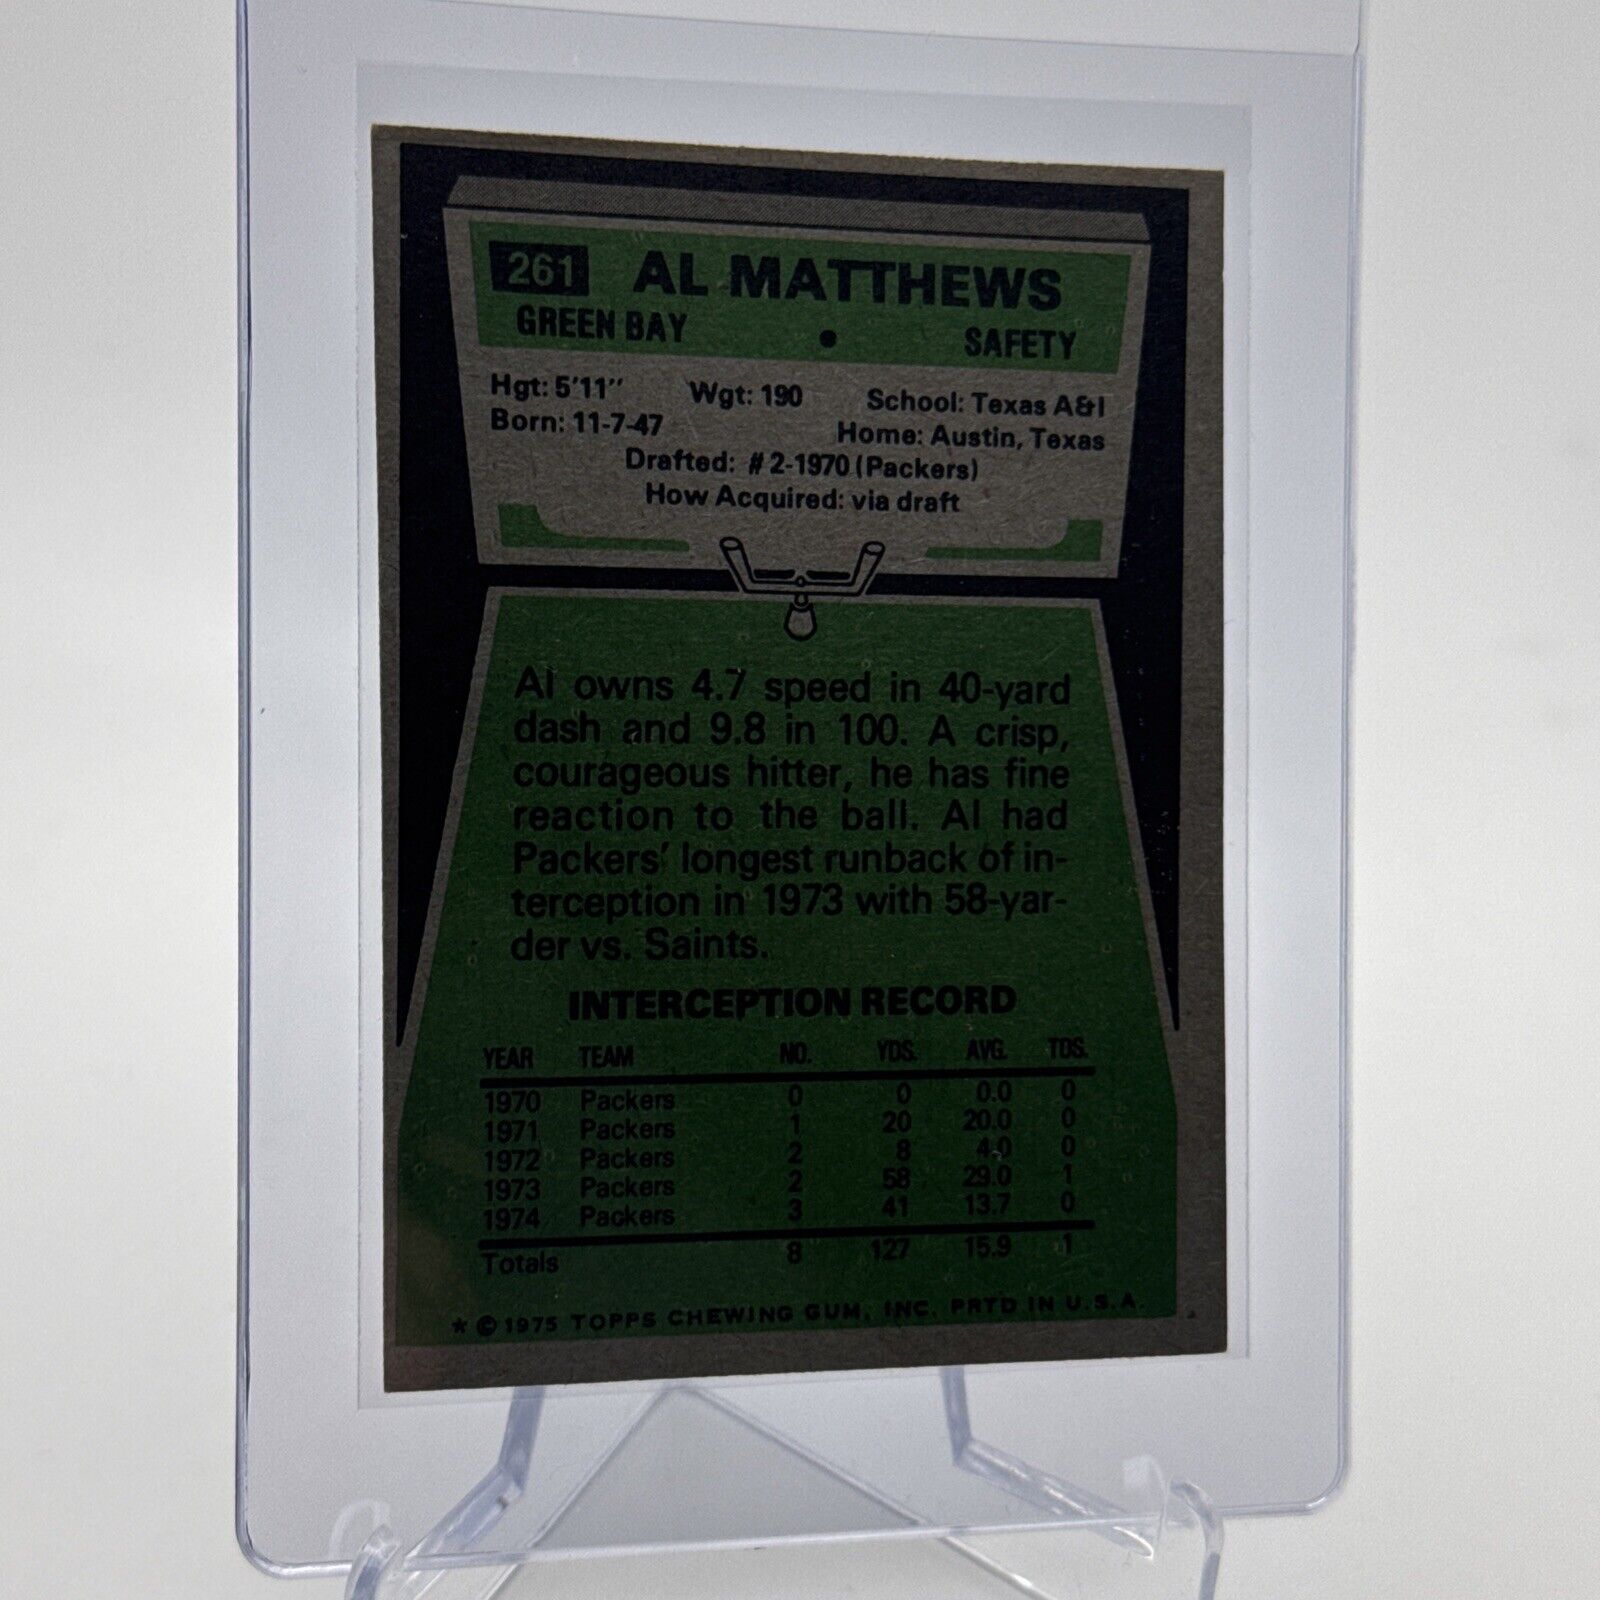 261 AL MATTHEWS
GREEN BAY • SAFETY
Hgt: 5'11" Wgt: 190 School: Texas A&I
Born: 11-7-47 Home: Austin, Texas
Drafted: #2-1970 (Packers)
How Acquired: via draft
Al owns 4.7 speed in 40-yard
dash and 9.8 in 100. A crisp,
courageous hitter, he has fine
reaction to the ball. Al had
Packers' longest runback of in-
terception in 1973 with 58-yar-
der vs. Saints.
INTERCEPTION RECORD
YEAR TEAM NO. YDS. AVG. TDS.
1970 Packers 0 0 0.0 0
1971 Packers 1 20 20.0 0
1972 Packers 2 8 4.0 0
1973 Packers 2 58 29.0 1
1974 Packers 3 41 13.7 0
Totals 8 127 15.9 1
* © 1975 TOPPS CHEWING GUM, INC. PRTD IN U.S.A.